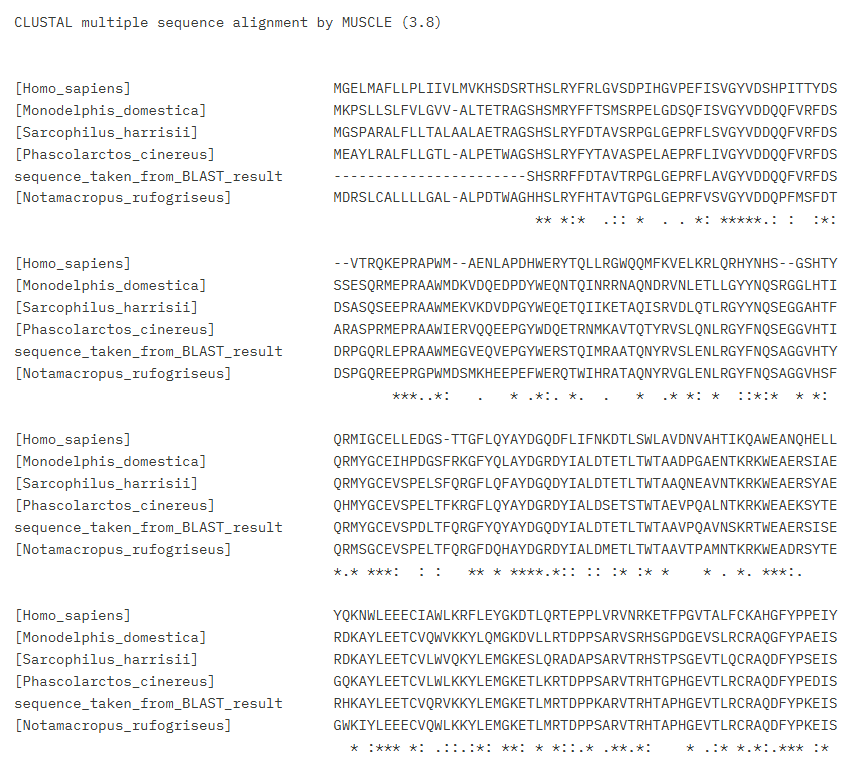 CLUSTAL multiple sequence alignment by MUSCLE (3.8)
[Homo_sapiens] MGELMAFLLPLIIVLMVKHSDSRTHSLRYFRLGVSDPIHGVPEFISVGYVDSHPITTYDS
[Monodelphis_domestica] MKPSLLSLFVLGVV-ALTETRAGSHSMRYFFTSMSRPELGDSQFISVGYVDDQQFVRFDS
[Sarcophilus_harrisii] MGSPARALFLLTALAALAETRAGSHSLRYFDTAVSRPGLGEPRFLSVGYVDDQQFVRFDS
[Phascolarctos_cinereus] MEAYLRALFLLGTL-ALPETWAGSHSLRYFYTAVASPELAEPRFLIVGYVDDQQFVRFDS
sequence_taken_from_BLAST_result -----------------------SHSRRFFDTAVTRPGLGEPRFLAVGYVDDQQFVRFDS
[Notamacropus_rufogriseus] MDRSLCALLLLGAL-ALPDTWAGHHSLRYFHTAVTGPGLGEPRFVSVGYVDDQPFMSFDT
** *:*  .:: *  . . *: *****.: :  :*:
[Homo_sapiens] --VTRQKEPRAPWM--AENLAPDHWERYTQLLRGWQQMFKVELKRLQRHYNHS--GSHTY
[Monodelphis_domestica] SSESQRMEPRAAWMDKVDQEDPDYWEQNTQINRRNAQNDRVNLETLLGYYNQSRGGLHTI
[Sarcophilus_harrisii] DSASQSEEPRAAWMEKVKDVDPGYWEQETQIIKETAQISRVDLQTLRGYYNQSEGGAHTF
[Phascolarctos_cinereus] ARASPRMEPRAAWIERVQQEEPGYWDQETRNMKAVTQTYRVSLQNLRGYFNQSEGGVHTI
sequence_taken_from_BLAST_result DRPGQRLEPRAAWMEGVEQVEPGYWERSTQIMRAATQNYRVSLENLRGYFNQSAGGVHTY
[Notamacropus_rufogriseus] DSPGQREEPRGPWMDSMKHEEPEFWERQTWIHRATAQNYRVGLENLRGYFNQSAGGVHSF
***..*:   .   * .*:. *.  .   *  .* *: *  ::*:*  * *:
[Homo_sapiens] QRMIGCELLEDGS-TTGFLQYAYDGQDFLIFNKDTLSWLAVDNVAHTIKQAWEANQHELL
[Monodelphis_domestica] QRMYGCEIHPDGSFRKGFYQLAYDGRDYIALDTETLTWTAADPGAENTKRKWEAERSIAE
[Sarcophilus_harrisii] QRMYGCEVSPELSFQRGFLQFAYDGQDYIALDTETLTWTAAQNEAVNTKRKWEAERSYAE
[Phascolarctos_cinereus] QHMYGCEVSPELTFKRGFLQYAYDGRDYIALDSETSTWTAEVPQALNTKRKWEAEKSYTE
sequence_taken_from_BLAST_result QRMYGCEVSPDLTFQRGFYQYAYDGQDYIALDTETLTWTAAVPQAVNSKRTWEAERSISE
[Notamacropus_rufogriseus] QRMSGCEVSPELTFQRGFDQHAYDGRDYIALDMETLTWTAAVTPAMNTKRKWEADRSYTE
*.* ***:  : :   ** * ****.*:: :: :* :* *    * . *. ***:.
[Homo_sapiens] YQKNWLEEECIAWLKRFLEYGKDTLQRTEPPLVRVNRKETFPGVTALFCKAHGFYPPEIY
[Monodelphis_domestica] RDKAYLEETCVQWVKKYLQMGKDVLLRTDPPSARVSRHSGPDGEVSLRCRAQGFYPAEIS
[Sarcophilus_harrisii] RDKAYLEETCVLWVQKYLEMGKESLQRADAPSARVTRHSTPSGEVTLQCRAQDFYPSEIS
[Phascolarctos_cinereus] GQKAYLEETCVLWLKKYLEMGKETLKRTDPPSARVTRHTGPHGEVTLRCRAQDFYPEDIS
sequence_taken_from_BLAST_result RHKAYLEETCVQRVKKYLEMGKETLMRTDPPKARVTRHTAPHGEVTLRCRAQDFYPKEIS
[Notamacropus_rufogriseus] GWKIYLEEECVQWLKKYLEMGKETLMRTDPPSARVTRHTAPHGEVTLRCRAQDFYPKEIS
* :*** *: .::.:*: **: * *::.* .**.*:    * .:* *.*:.*** :*